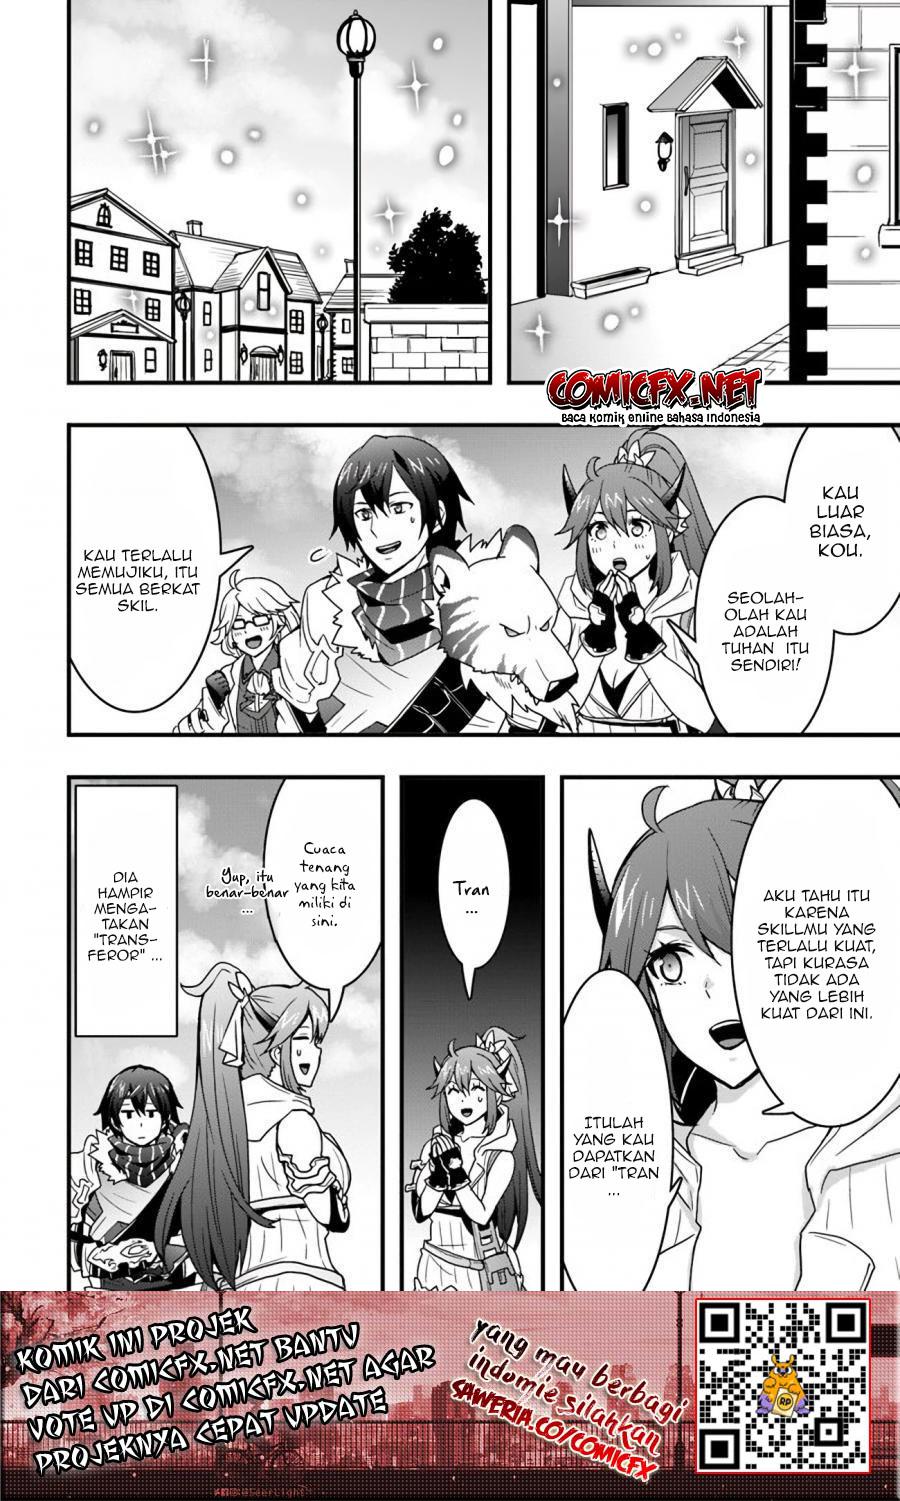 COMICFX.NET
Baca Komik Online Bahasa Indonesia
KAU
LUAR
BIASA,
KOU.
SEOLAH-
OLAH KAU
ADALAH
TUHAN ITU
SENDIRI!
KAU TERLALU
MEMUJIKU, ITU
SEMUA BERKAT
SKIL.
AKU TAHU ITU
KARENA
SKILLMU YANG
TERLALU KUAT,
TAPI KURASA
TIDAK ADA
YANG LEBIH
KUAT DARI INI.
ITULAH
YANG KAU
DAPATKAN
DARI "TRAN
...
Tran
...
Cuaca
tenang
yang kita
miliki di
sini.
Yup, itu
benar-benar
...
DIA
HAMPIR
MENGA-
TAKAN
"TRANS-
FEROR" ...
KOMIK INI PROJEK
DARI COMICFX.NET BANTU
VOTE UP DI COMICFX.NET AGAR
PROJEKNYA CEPAT UPDATE
yang mau berbagi
indomie silahkan
SAWERIA.CO/COMICFX
RP
@SeerLight